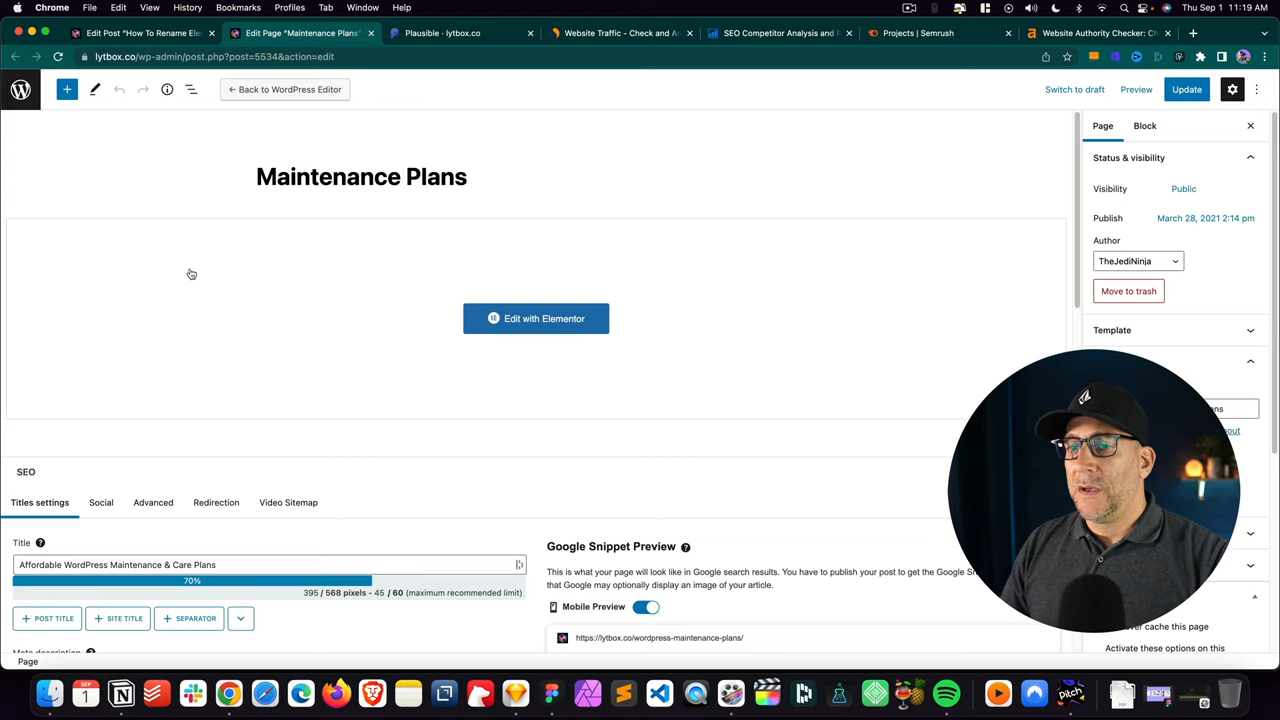 Chrome File Edit View History Bookmarks Profiles Tab Window Help
Thu Sep 1 11:19 AM
Edit Post "How To Rename Ele
Edit Page "Maintenance Plans"
Plausible · lytbox.co
Website Traffic - Check and An
SEO Competitor Analysis and R
Projects | Semrush
Website Authority Checker: Ch
lytbox.co/wp-admin/post.php?post=5534&action=edit
← Back to WordPress Editor
Switch to draft
Preview
Update
Page
Block
Maintenance Plans
Status & visibility
Visibility
Public
Publish
March 28, 2021 2:14 pm
Author
TheJediNinja
Move to trash
Edit with Elementor
Template
SEO
Titles settings
Social
Advanced
Redirection
Video Sitemap
Title
Affordable WordPress Maintenance & Care Plans
70%
395 / 568 pixels - 45 / 60 (maximum recommended limit)
+ POST TITLE
+ SITE TITLE
+ SEPARATOR
Google Snippet Preview
This is what your page will look like in Google search results. You have to publish your post to get the Google Sn
that Google may optionally display an image of your article.
Mobile Preview
https://lytbox.co/wordpress-maintenance-plans/
cache this page
Activate these options on this
Page
SEP
1
Pitch